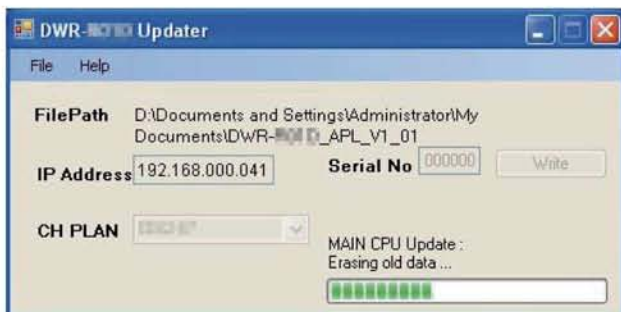 DWR- Updater
File Help
FilePath D:\Documents and Settings\Administrator\My
Documents\DWR- D_APL_V1_01
IP Address 192.168.000.041 Serial No 000000 Write
CH PLAN
MAIN CPU Update :
Erasing old data ...